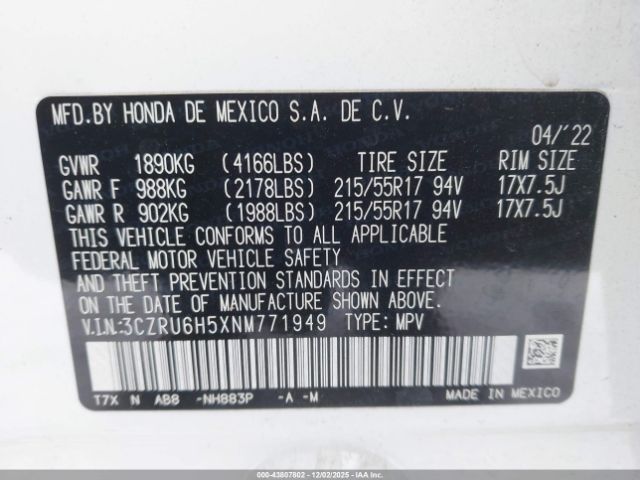 MFD.BY HONDA DE MEXICO S.A. DE C.V.
04/'22
GVWR 1890KG (4166LBS) TIRE SIZE RIM SIZE
GAWR F 988KG (2178LBS) 215/55R17 94V 17X7.5J
GAWR R 902KG (1988LBS) 215/55R17 94V 17X7.5J
THIS VEHICLE CONFORMS TO ALL APPLICABLE
FEDERAL MOTOR VEHICLE SAFETY
AND THEFT PREVENTION STANDARDS IN EFFECT
ON THE DATE OF MANUFACTURE SHOWN ABOVE.
V.I.N:3CZRU6H5XNM771949 TYPE: MPV
T7X N AB8 -NH883P -A -M
MADE IN MEXICO
000-43807802 - 12/02/2025 - Copyright IAA, LLC